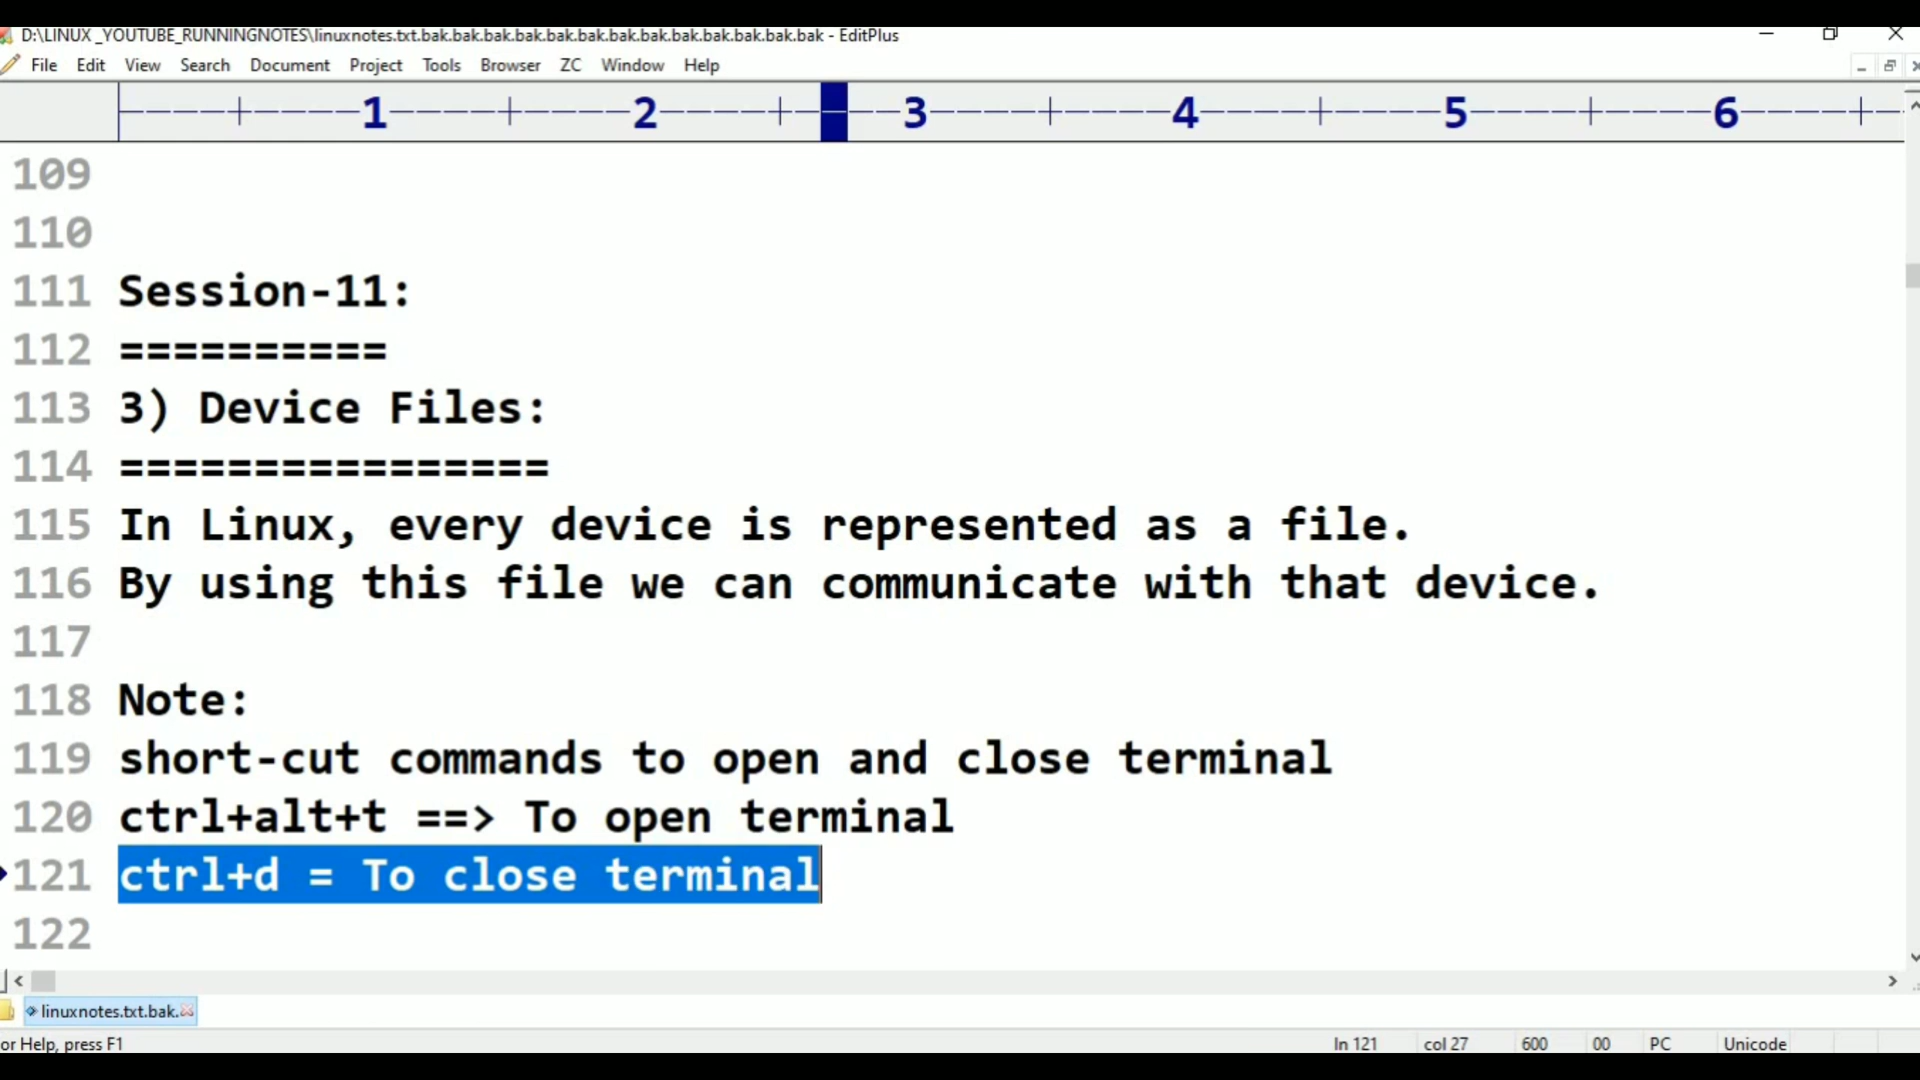 D:\LINUX _YOUTUBE_RUNNINGNOTES\linuxnotes.txt.bak.bak.bak.bak.bak.bak.bak.bak.bak.bak.bak.bak.bak - EditPlus
File Edit View Search Document Project Tools Browser ZC Window Help
1 2 3 4 5 6
109
110
111 Session-11:
112 ==========
113 3) Device Files:
114 ================
115 In Linux, every device is represented as a file.
116 By using this file we can communicate with that device.
117
118 Note:
119 short-cut commands to open and close terminal
120 ctrl+alt+t ==> To open terminal
121 ctrl+d = To close terminal
122
linuxnotes.txt.bak.
or Help, press F1 ln 121 col 27 600 00 PC Unicode